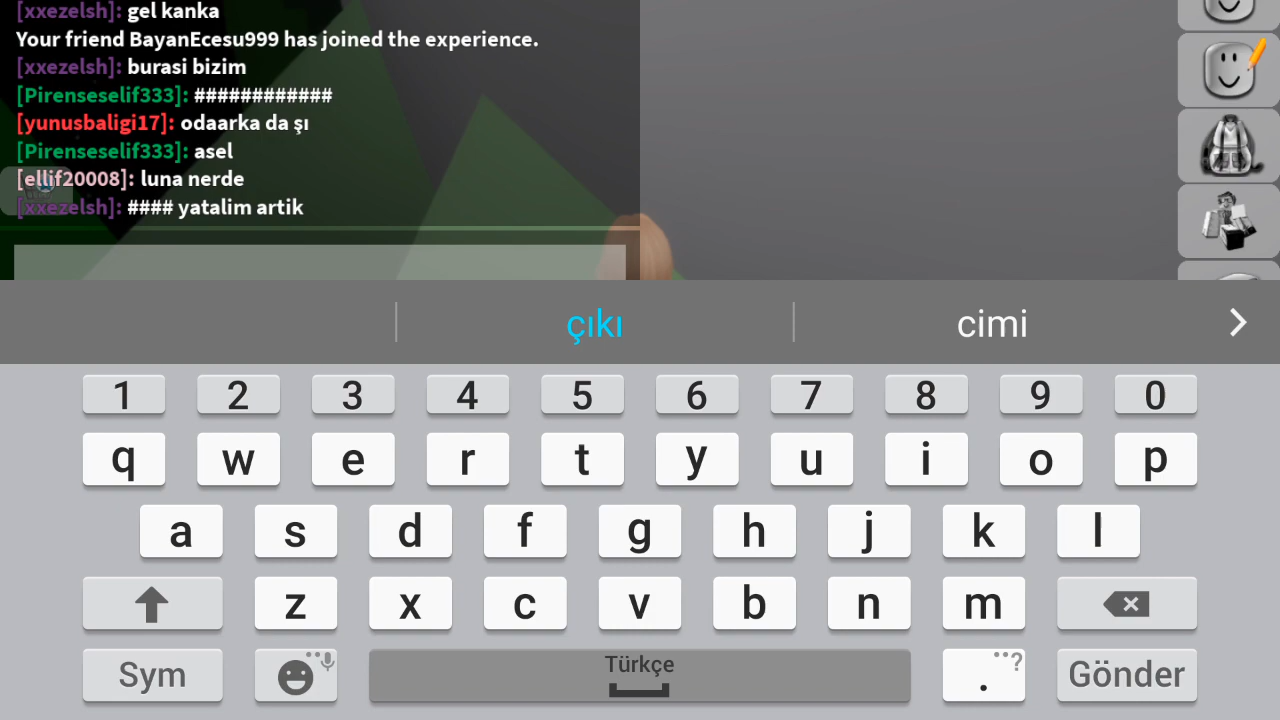 [xxezelsh]: gel kanka
Your friend BayanEcesu999 has joined the experience.
[xxezelsh]: burasi bizim
[Pirenseselif333]: ############
[yunusbaligi17]: odaarka da şı
[Pirenseselif333]: asel
[ellif20008]: luna nerde
[xxezelsh]: #### yatalim artik
çıkı cimi
1 2 3 4 5 6 7 8 9 0
q w e r t y u i o p
a s d f g h j k l
z x c v b n m
Sym Türkçe . ? Gönder